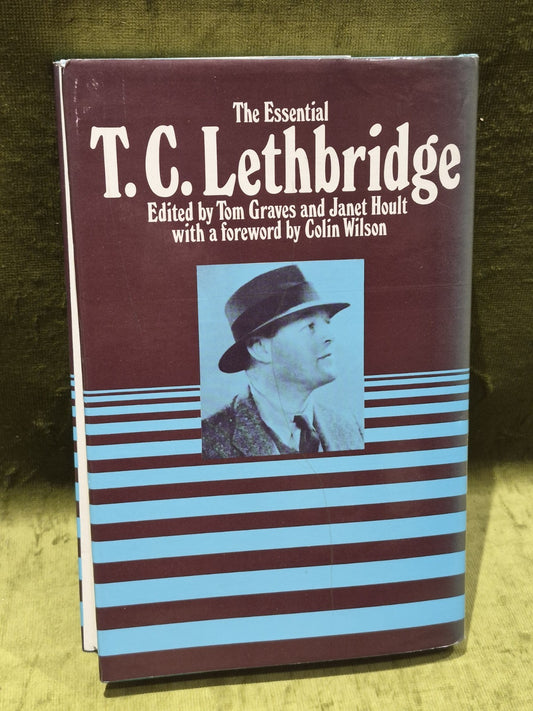 The Essential
T. C. Lethbridge
Edited by Tom Graves and Janet Hoult
with a foreword by Colin Wilson